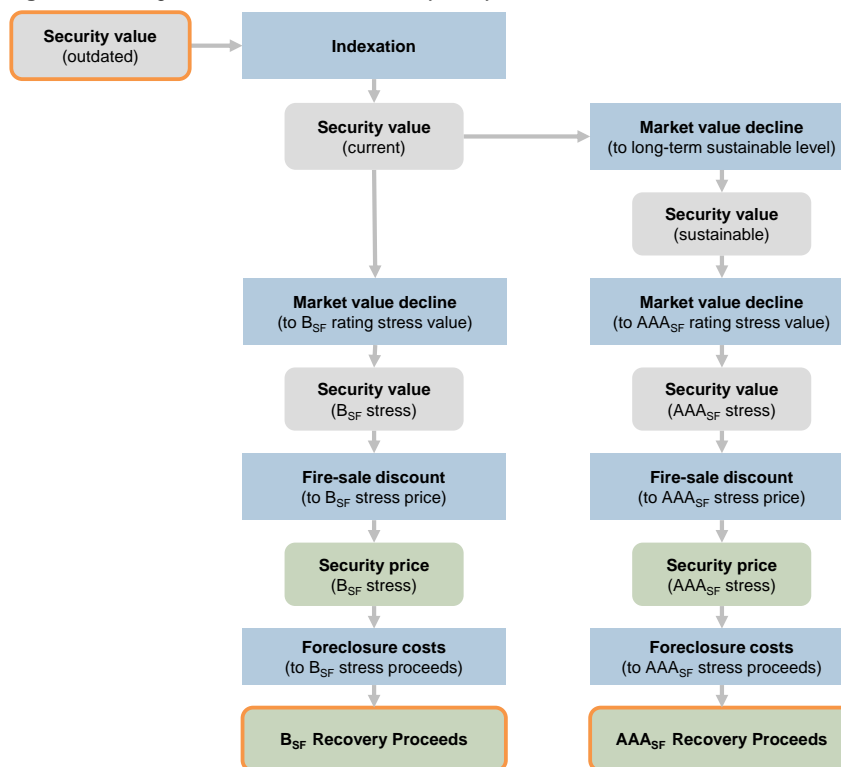 Security value
(outdated)
Indexation
Security value
(current)
Market value decline
(to long-term sustainable level)
Security value
(sustainable)
Market value decline
(to B_SF rating stress value)
Market value decline
(to AAA_SF rating stress value)
Security value
(B_SF stress)
Security value
(AAA_SF stress)
Fire-sale discount
(to B_SF stress price)
Fire-sale discount
(to AAA_SF stress price)
Security price
(B_SF stress)
Security price
(AAA_SF stress)
Foreclosure costs
(to B_SF stress proceeds)
Foreclosure costs
(to AAA_SF stress proceeds)
B_SF Recovery Proceeds
AAA_SF Recovery Proceeds